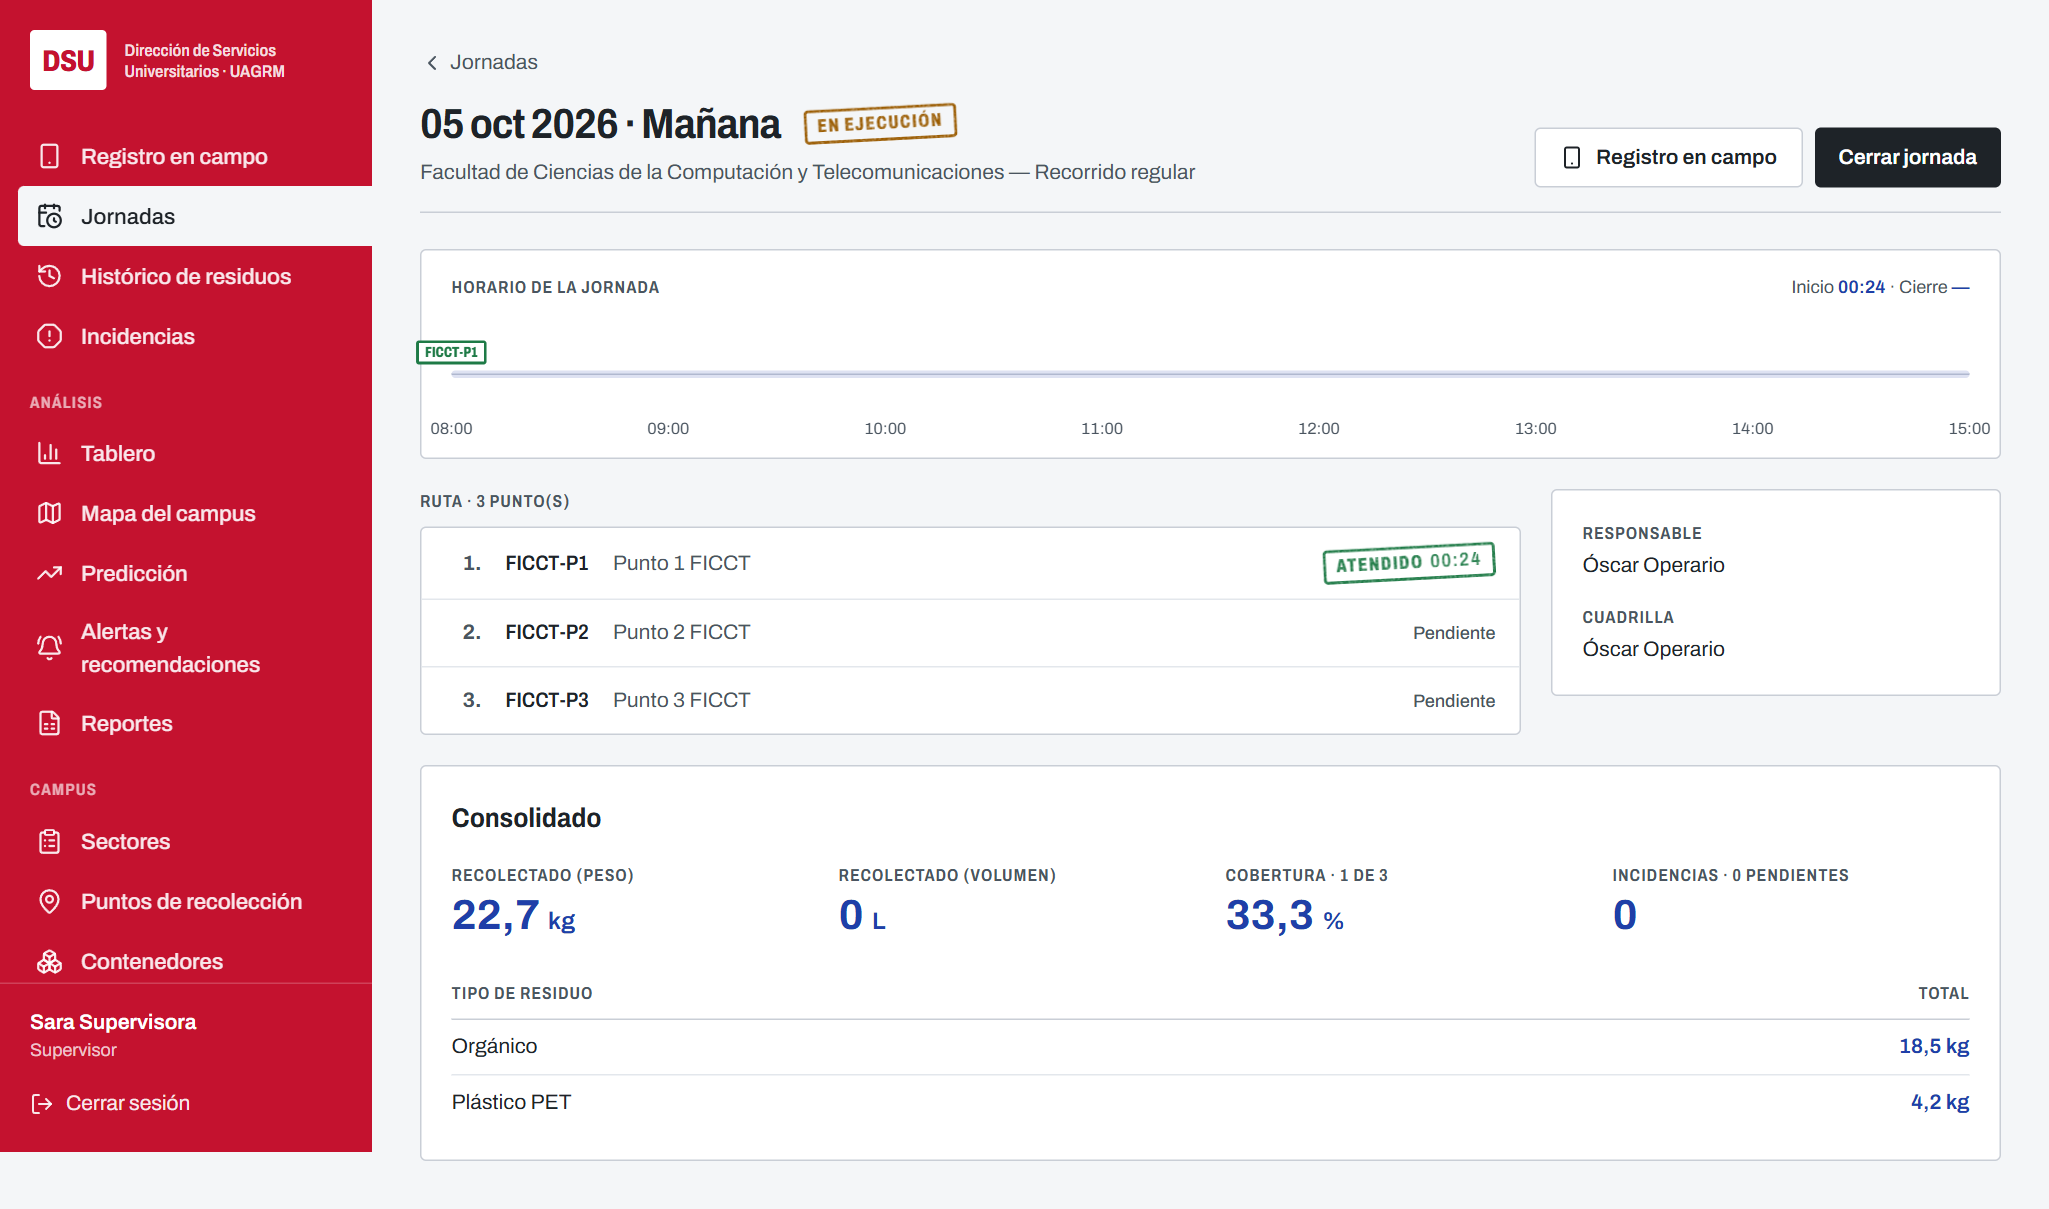 DSU
Dirección de Servicios
Universitarios · UAGRM
Registro en campo
Jornadas
Histórico de residuos
Incidencias
ANÁLISIS
Tablero
Mapa del campus
Predicción
Alertas y
recomendaciones
Reportes
CAMPUS
Sectores
Puntos de recolección
Contenedores
Sara Supervisora
Supervisor
Cerrar sesión
Jornadas
05 oct 2026 · Mañana
EN EJECUCIÓN
Facultad de Ciencias de la Computación y Telecomunicaciones — Recorrido regular
Registro en campo
Cerrar jornada
HORARIO DE LA JORNADA
Inicio 00:24 · Cierre —
FICCT-P1
08:00 09:00 10:00 11:00 12:00 13:00 14:00 15:00
RUTA · 3 PUNTO(S)
1. FICCT-P1 Punto 1 FICCT ATENDIDO 00:24
2. FICCT-P2 Punto 2 FICCT Pendiente
3. FICCT-P3 Punto 3 FICCT Pendiente
RESPONSABLE
Óscar Operario
CUADRILLA
Óscar Operario
Consolidado
RECOLECTADO (PESO)
22,7 kg
RECOLECTADO (VOLUMEN)
0 L
COBERTURA · 1 DE 3
33,3 %
INCIDENCIAS · 0 PENDIENTES
0
TIPO DE RESIDUO TOTAL
Orgánico 18,5 kg
Plástico PET 4,2 kg